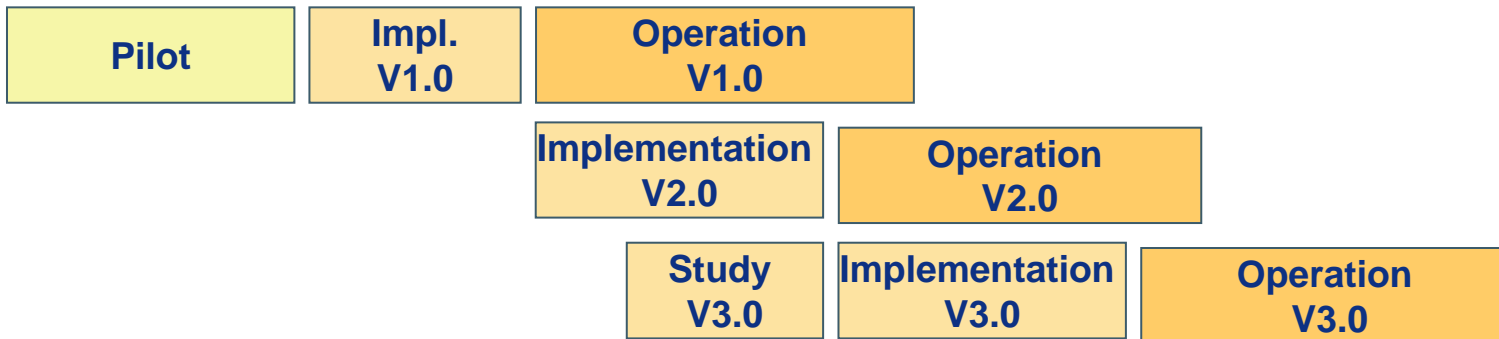 Pilot
Impl.
V1.0
Operation
V1.0
Implementation
V2.0
Operation
V2.0
Study
V3.0
Implementation
V3.0
Operation
V3.0